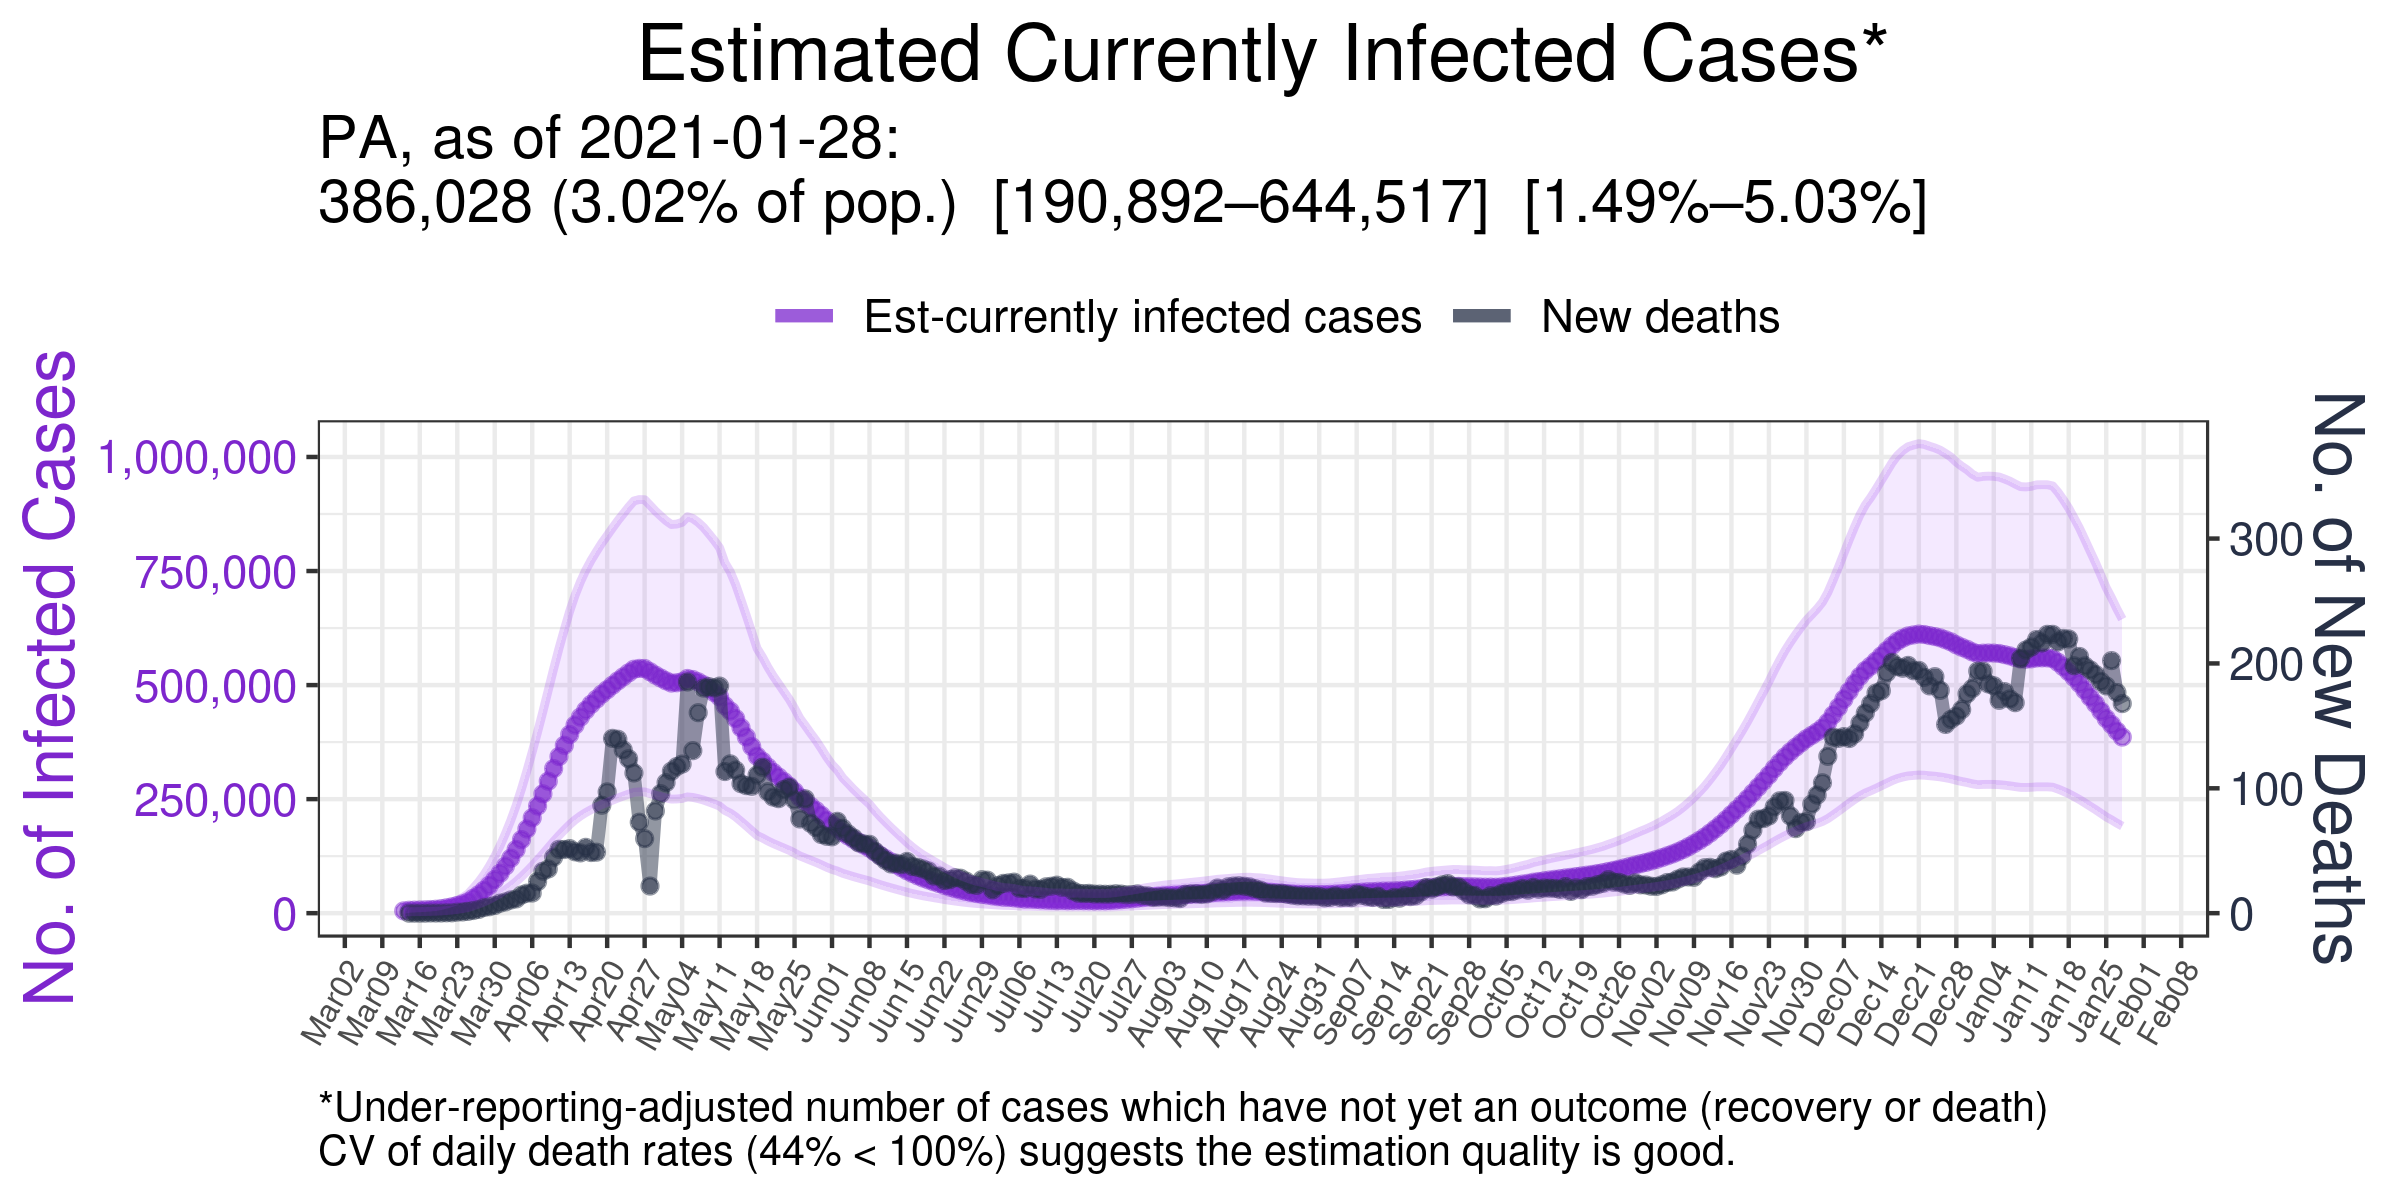 Estimated Currently Infected Cases*
PA, as of 2021-01-28:
386,028 (3.02% of pop.) [190,892–644,517] [1.49%–5.03%]
Est-currently infected cases
New deaths
No. of Infected Cases
1,000,000
750,000
500,000
250,000
0
300
200
100
0
No. of New Deaths
Mar02
Mar09
Mar16
Mar23
Mar30
Apr06
Apr13
Apr20
Apr27
May04
May11
May18
May25
Jun01
Jun08
Jun15
Jun22
Jun29
Jul06
Jul13
Jul20
Jul27
Aug03
Aug10
Aug17
Aug24
Aug31
Sep07
Sep14
Sep21
Sep28
Oct05
Oct12
Oct19
Oct26
Nov02
Nov09
Nov16
Nov23
Nov30
Dec07
Dec14
Dec21
Dec28
Jan04
Jan11
Jan18
Jan25
Feb01
Feb08
*Under-reporting-adjusted number of cases which have not yet an outcome (recovery or death)
CV of daily death rates (44% < 100%) suggests the estimation quality is good.